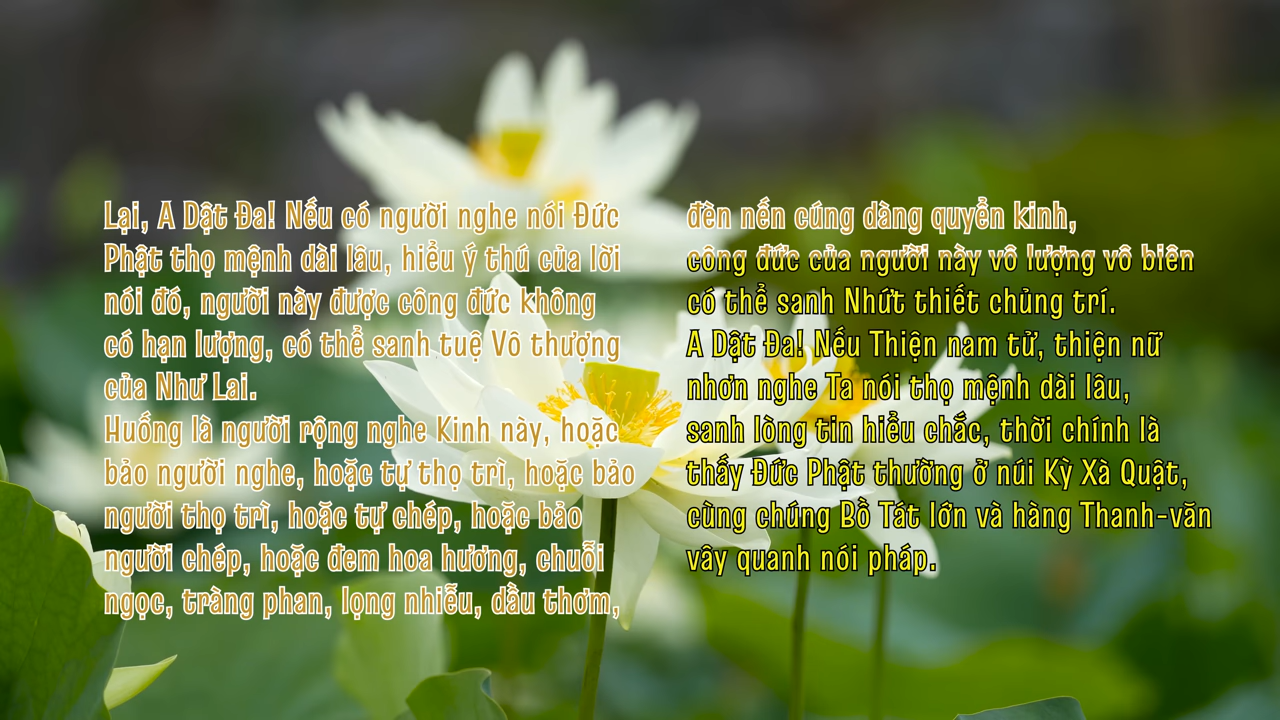 Lại, A Dật Đa! Nếu có người nghe nói Đức
Phật thọ mệnh dài lâu, hiểu ý thú của lời
nói đó, người này được công đức không
có hạn lượng, có thể sanh tuệ Vô thượng
của Như Lai.
Huống là người rộng nghe Kinh này, hoặc
bảo người nghe, hoặc tự thọ trì, hoặc bảo
người thọ trì, hoặc tự chép, hoặc bảo
người chép, hoặc đem hoa hương, chuỗi
ngọc, tràng phan, lọng nhiễu, dầu thơm,
đèn nến cúng dàng quyển kinh,
công đức của người này vô lượng vô biên
có thể sanh Nhứt thiết chủng trí.
A Dật Đa! Nếu Thiện nam tử, thiện nữ
nhơn nghe Ta nói thọ mệnh dài lâu,
sanh lòng tin hiểu chắc, thời chính là
thấy Đức Phật thường ở núi Kỳ Xà Quật,
cùng chúng Bồ Tát lớn và hàng Thanh-văn
vây quanh nói pháp.